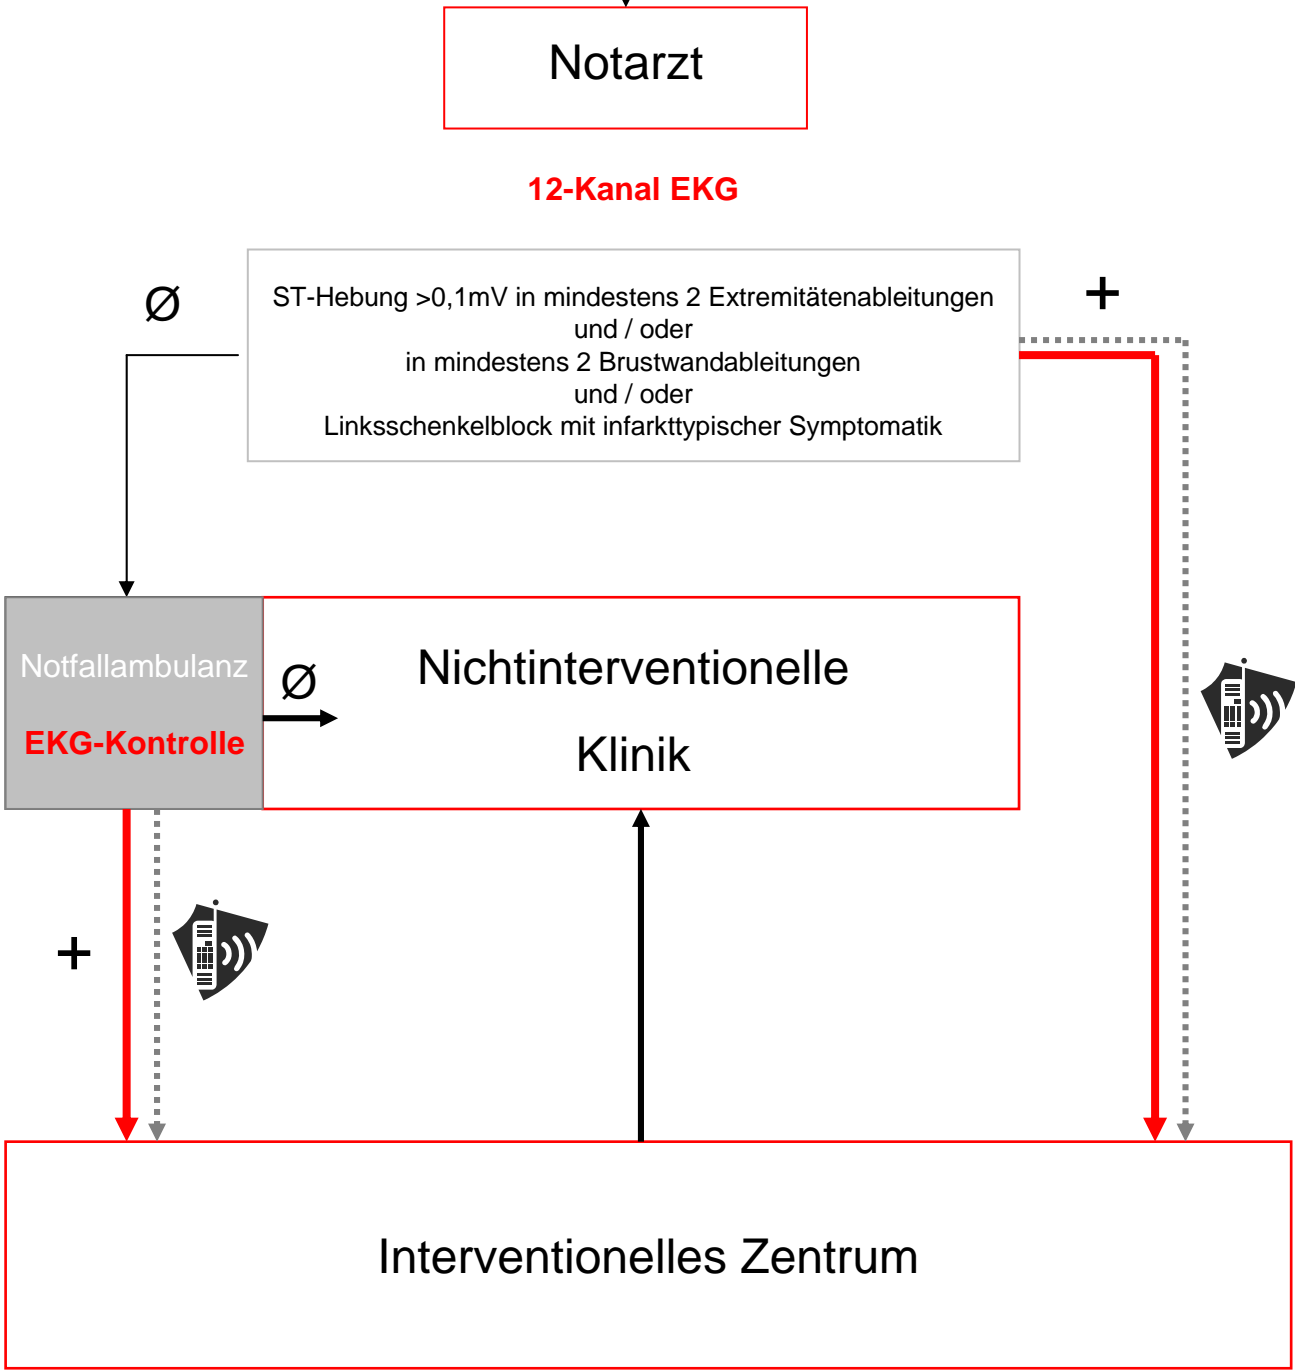 Notarzt
12-Kanal EKG
Ø
+
ST-Hebung >0,1mV in mindestens 2 Extremitätenableitungen
und / oder
in mindestens 2 Brustwandableitungen
und / oder
Linksschenkelblock mit infarkttypischer Symptomatik
Notfallambulanz
EKG-Kontrolle
Ø
Nichtinterventionelle
Klinik
+
Interventionelles Zentrum